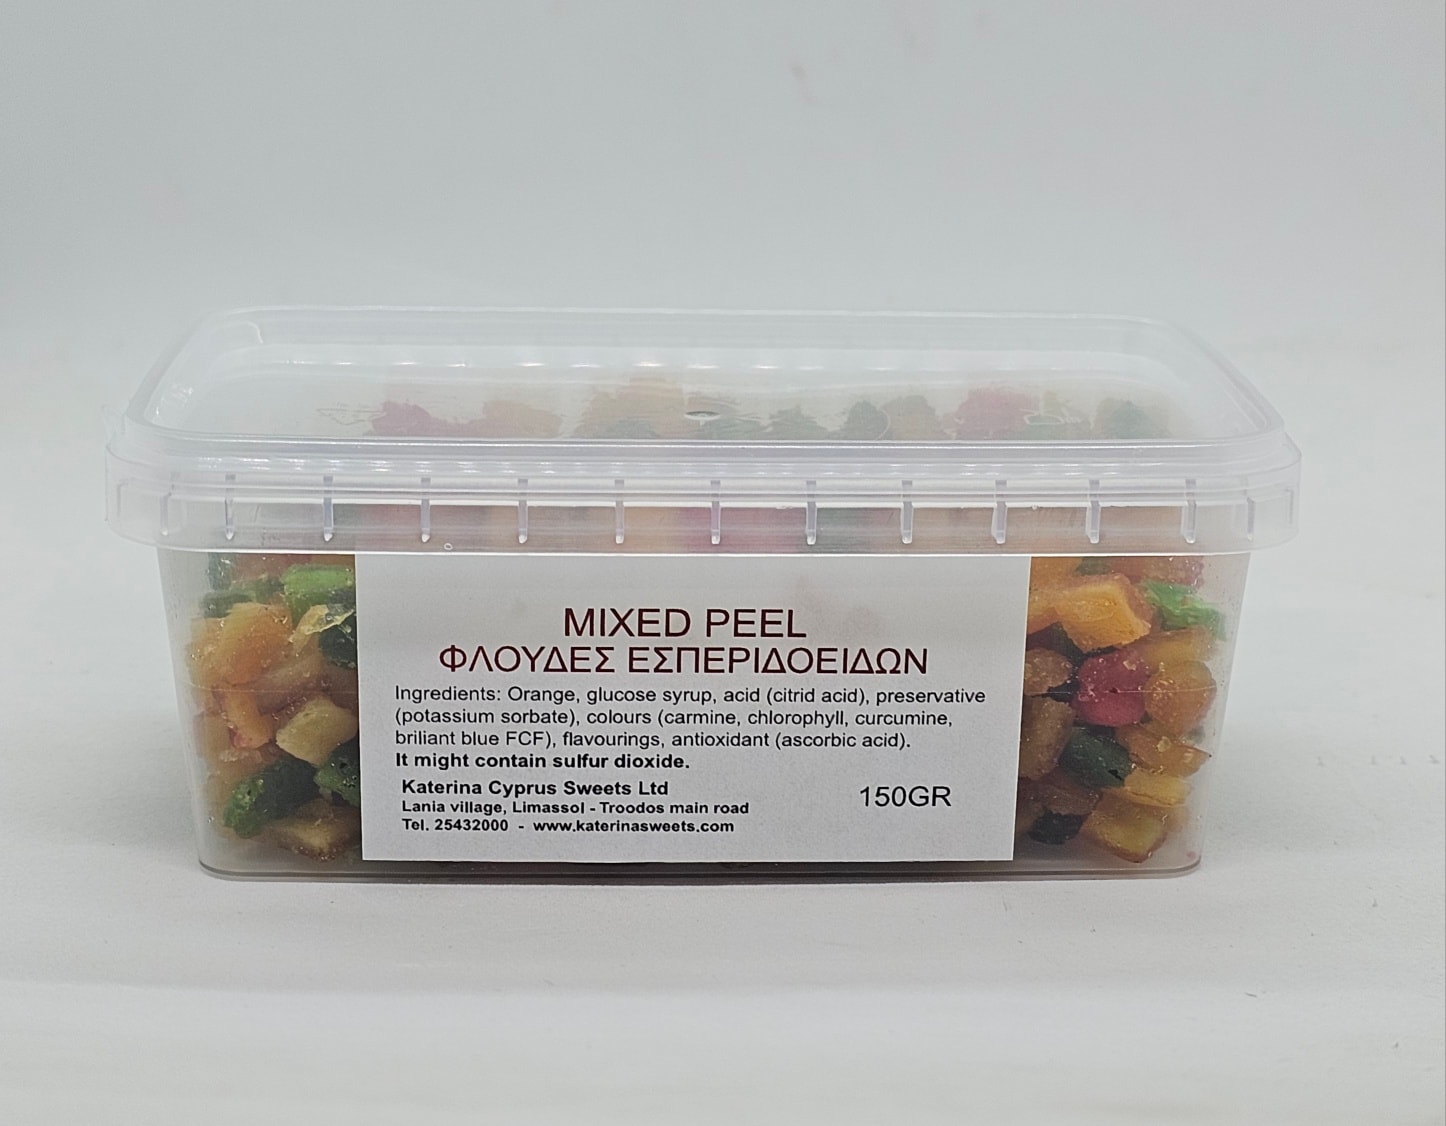 MIXED PEEL
ΦΛΟΥΔΕΣ ΕΣΠΕΡΙΔΟΕΙΔΩΝ
Ingredients: Orange, glucose syrup, acid (citrid acid), preservative
(potassium sorbate), colours (carmine, chlorophyll, curcumine,
briliant blue FCF), flavourings, antioxidant (ascorbic acid).
It might contain sulfur dioxide.
Katerina Cyprus Sweets Ltd
Lania village, Limassol - Troodos main road
Tel. 25432000 - www.katerinasweets.com
150GR